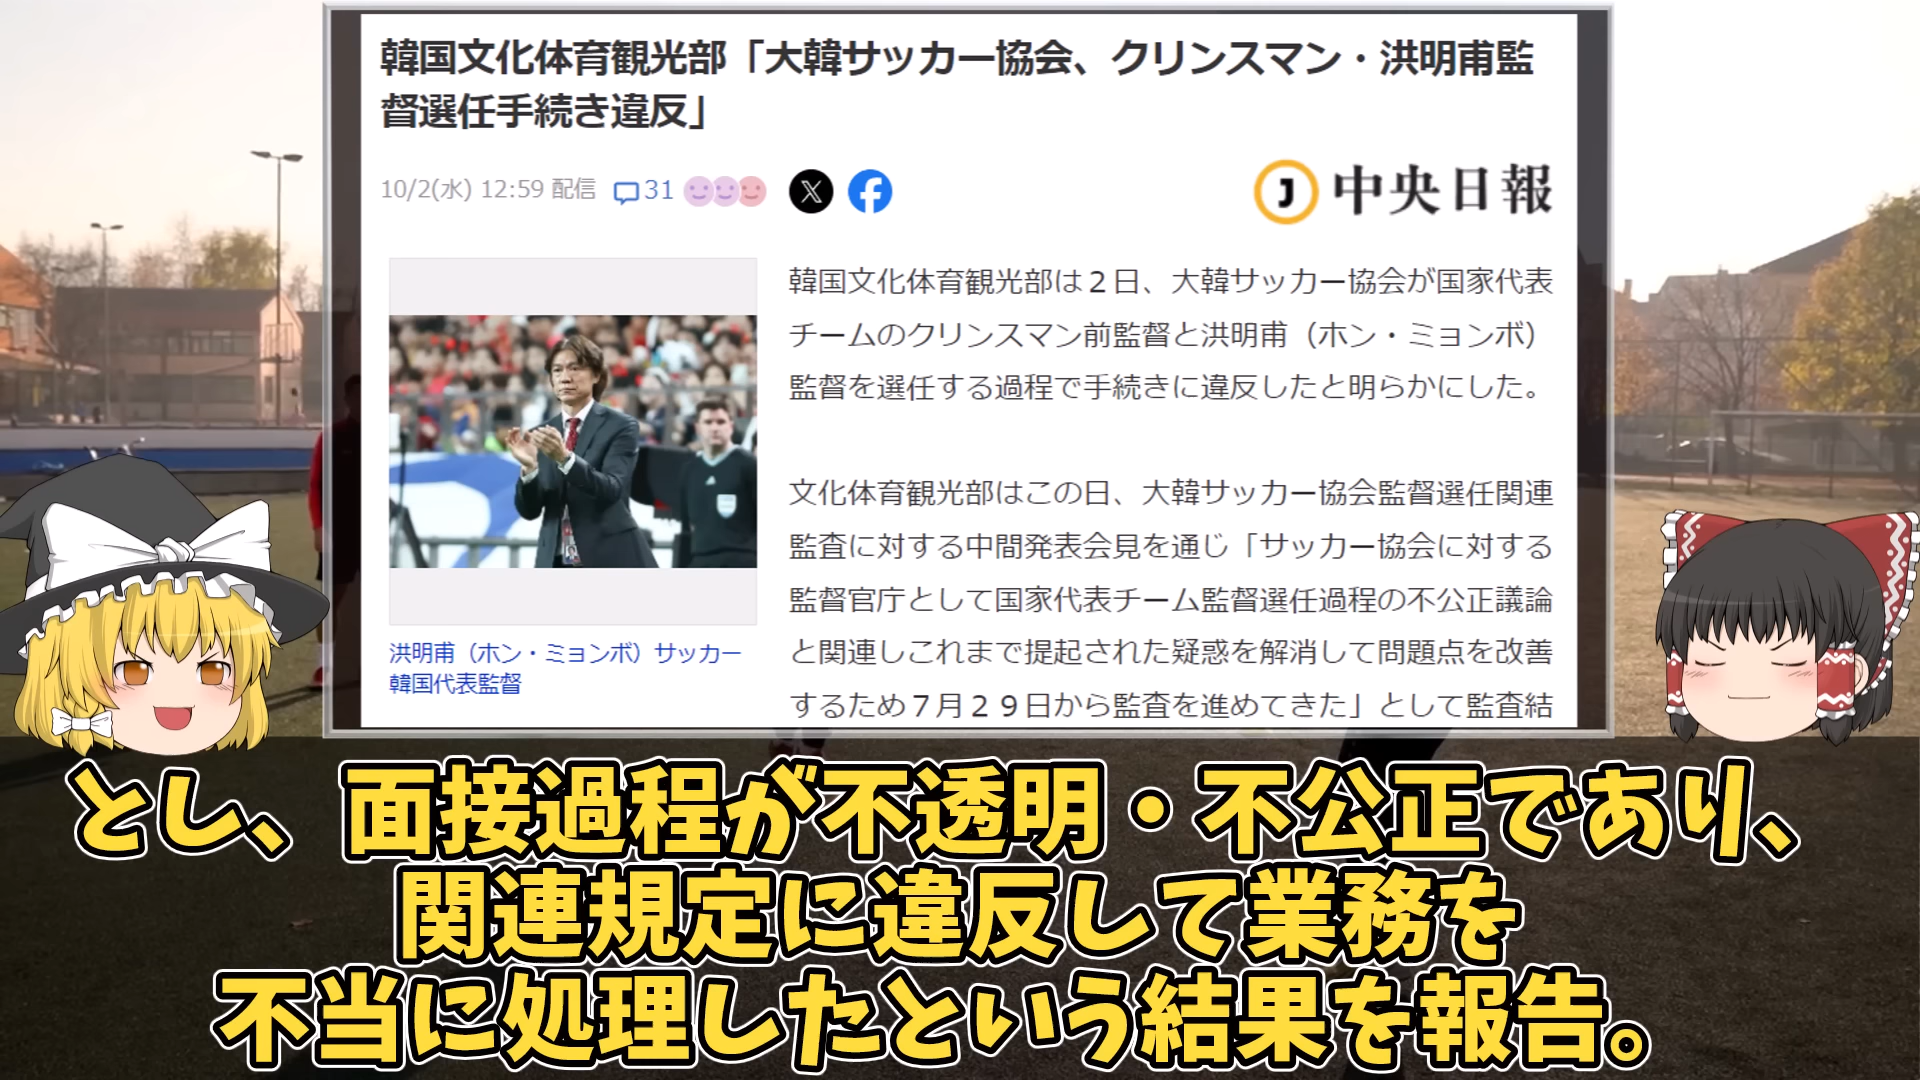 韓国文化体育観光部「大韓サッカー協会、クリンスマン・洪明甫監
督選任手続き違反」
10/2(水) 12:59 配信
31
J 中央日報
韓国文化体育観光部は２日、大韓サッカー協会が国家代表
チームのクリンスマン前監督と洪明甫（ホン・ミョンボ）
監督を選任する過程で手続きに違反したと明らかにした。
文化体育観光部はこの日、大韓サッカー協会監督選任関連
監査に対する中間発表会見を通じ「サッカー協会に対する
監督官庁として国家代表チーム監督選任過程の不公正議論
と関連しこれまで提起された疑惑を解消して問題点を改善
するため７月２９日から監査を進めてきた」として監査結
洪明甫（ホン・ミョンボ）サッカー
韓国代表監督
とし、面接過程が不透明・不公正であり、
関連規定に違反して業務を
不当に処理したという結果を報告。